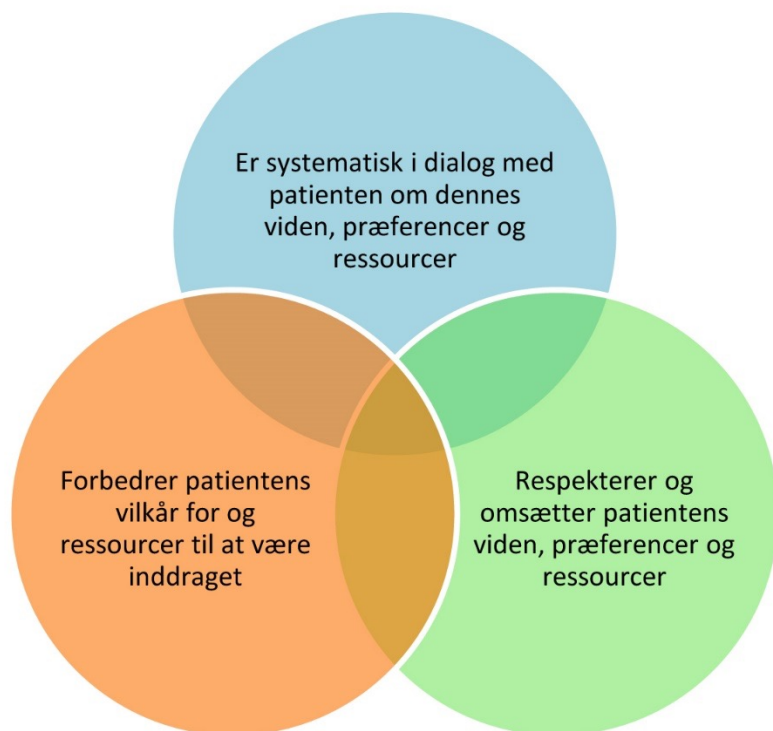 Er systematisk i dialog med
patienten om dennes
viden, præferencer og
ressourcer
Forbedrer patientens
vilkår for og
ressourcer til at være
inddraget
Respekterer og
omsætter patientens
viden, præferencer og
ressourcer